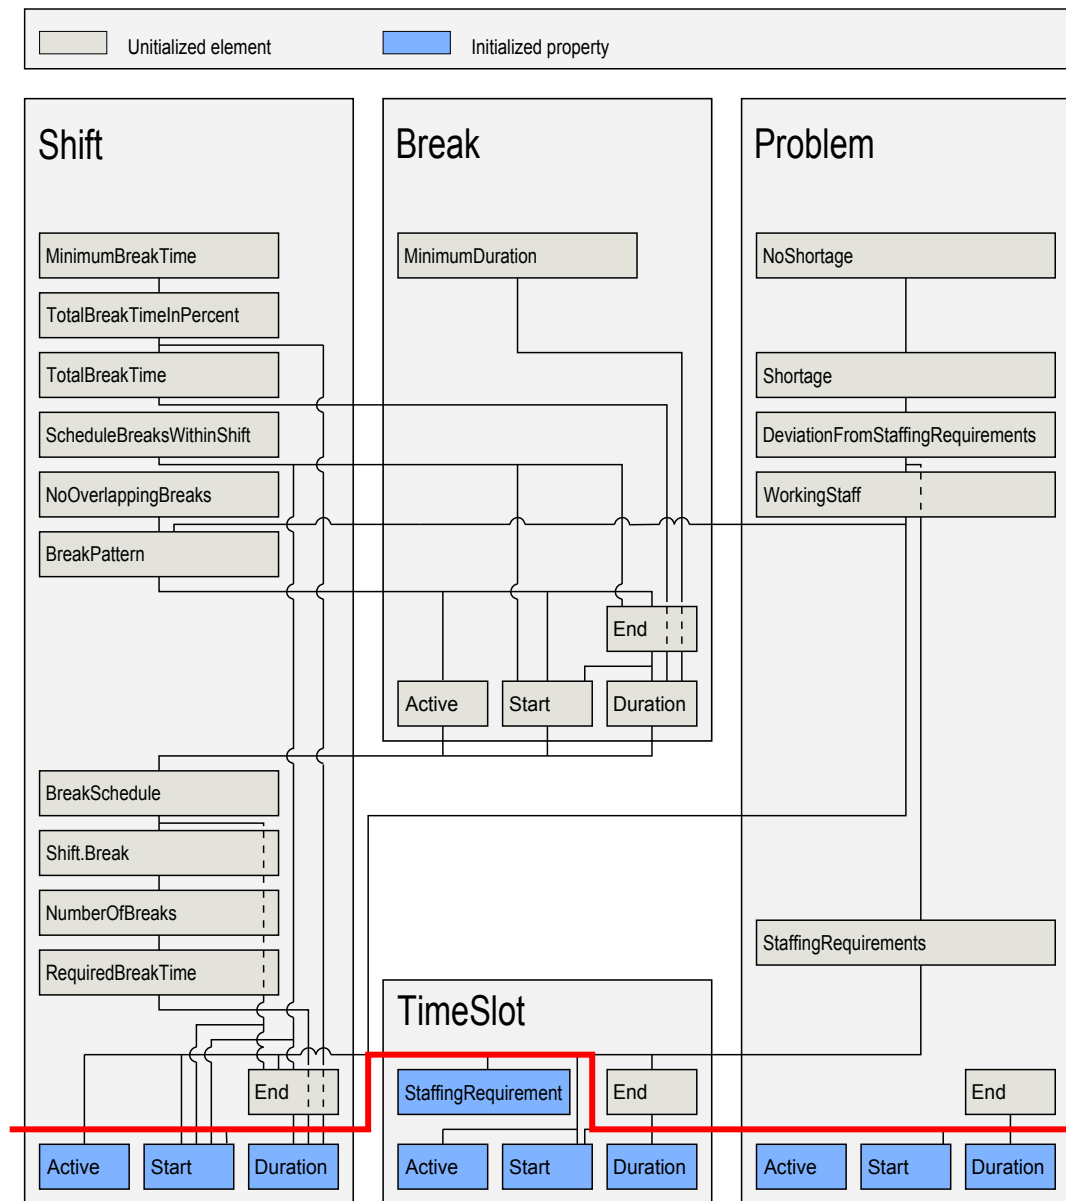 Unitialized element
Initialized property
Shift
MinimumBreakTime
TotalBreakTimeInPercent
TotalBreakTime
ScheduleBreaksWithinShift
NoOverlappingBreaks
BreakPattern
BreakSchedule
Shift.Break
NumberOfBreaks
RequiredBreakTime
End
Active
Start
Duration
Break
MinimumDuration
End
Active
Start
Duration
TimeSlot
StaffingRequirement
End
Active
Start
Duration
Problem
NoShortage
Shortage
DeviationFromStaffingRequirements
WorkingStaff
StaffingRequirements
End
Active
Start
Duration